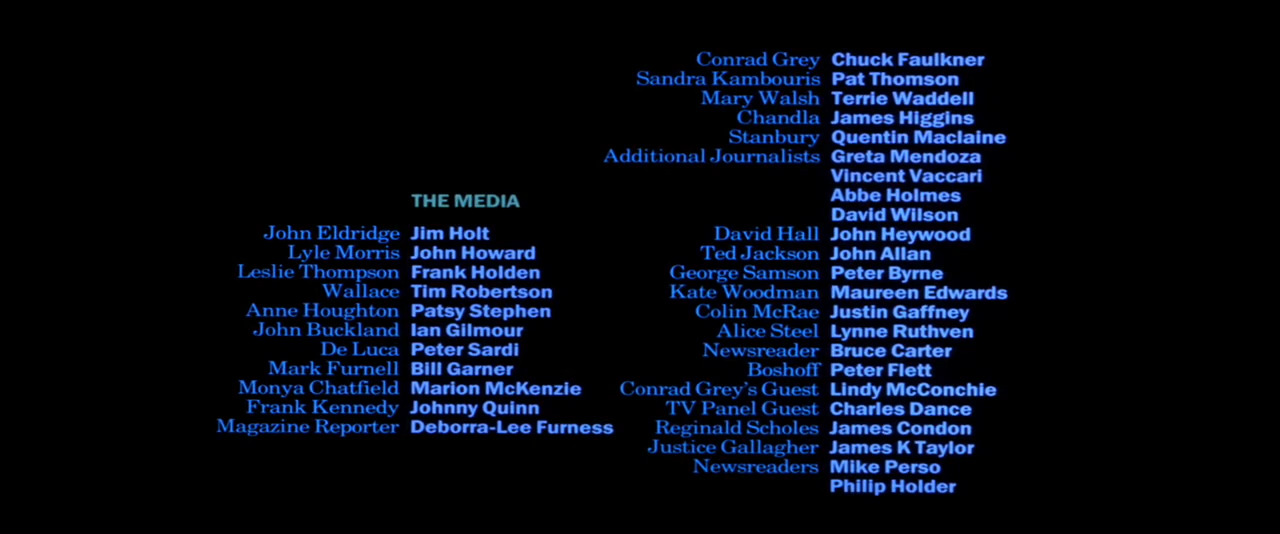 THE MEDIA
John Eldridge Jim Holt
Lyle Morris John Howard
Leslie Thompson Frank Holden
Wallace Tim Robertson
Anne Houghton Patsy Stephen
John Buckland Ian Gilmour
De Luca Peter Sardi
Mark Furnell Bill Garner
Monya Chatfield Marion McKenzie
Frank Kennedy Johnny Quinn
Magazine Reporter Deborra-Lee Furness
Conrad Grey Chuck Faulkner
Sandra Kambouris Pat Thomson
Mary Walsh Terrie Waddell
Chandla James Higgins
Stanbury Quentin Maclaine
Additional Journalists Greta Mendoza
Vincent Vaccari
Abbe Holmes
David Wilson
David Hall John Heywood
Ted Jackson John Allan
George Samson Peter Byrne
Kate Woodman Maureen Edwards
Colin McRae Justin Gaffney
Alice Steel Lynne Ruthven
Newsreader Bruce Carter
Boshoff Peter Flett
Conrad Grey's Guest Lindy McConchie
TV Panel Guest Charles Dance
Reginald Scholes James Condon
Justice Gallagher James K Taylor
Newsreaders Mike Perso
Philip Holder